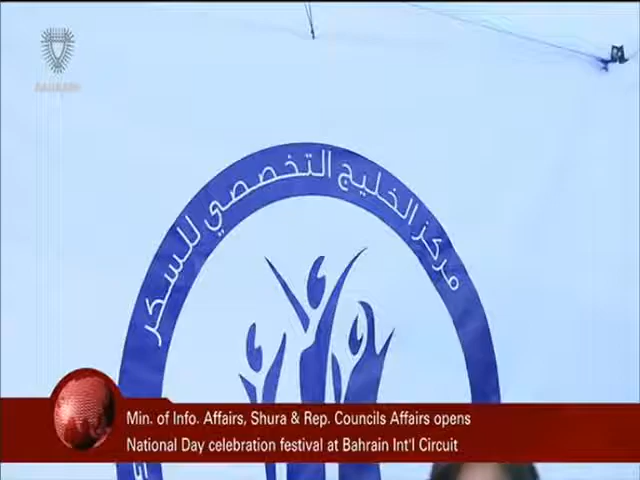 BAHRAIN
مركز الخليج التخصصي للسكر
Min. of Info. Affairs, Shura & Rep. Councils Affairs opens
National Day celebration festival at Bahrain Int'l Circuit